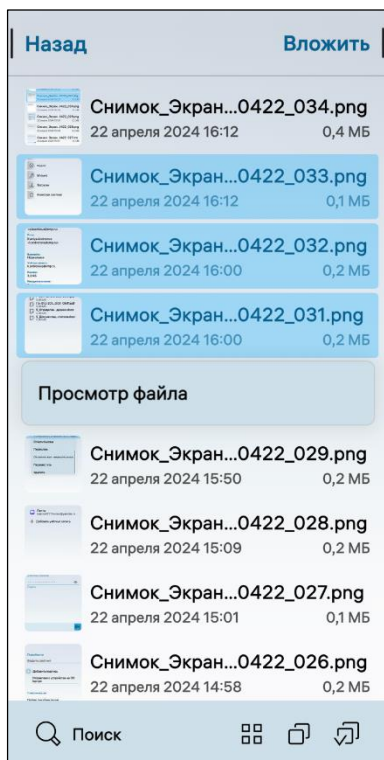 Назад
Вложить
Снимок_Экран...0422_034.png
22 апреля 2024 16:12 0,4 МБ
Снимок_Экран...0422_033.png
22 апреля 2024 16:12 0,1 МБ
Снимок_Экран...0422_032.png
22 апреля 2024 16:00 0,2 МБ
Снимок_Экран...0422_031.png
22 апреля 2024 16:00 0,2 МБ
Просмотр файла
Снимок_Экран...0422_029.png
22 апреля 2024 15:50 0,2 МБ
Снимок_Экран...0422_028.png
22 апреля 2024 15:09 0,2 МБ
Снимок_Экран...0422_027.png
22 апреля 2024 15:01 0,1 МБ
Снимок_Экран...0422_026.png
22 апреля 2024 14:58 0,2 МБ
Поиск